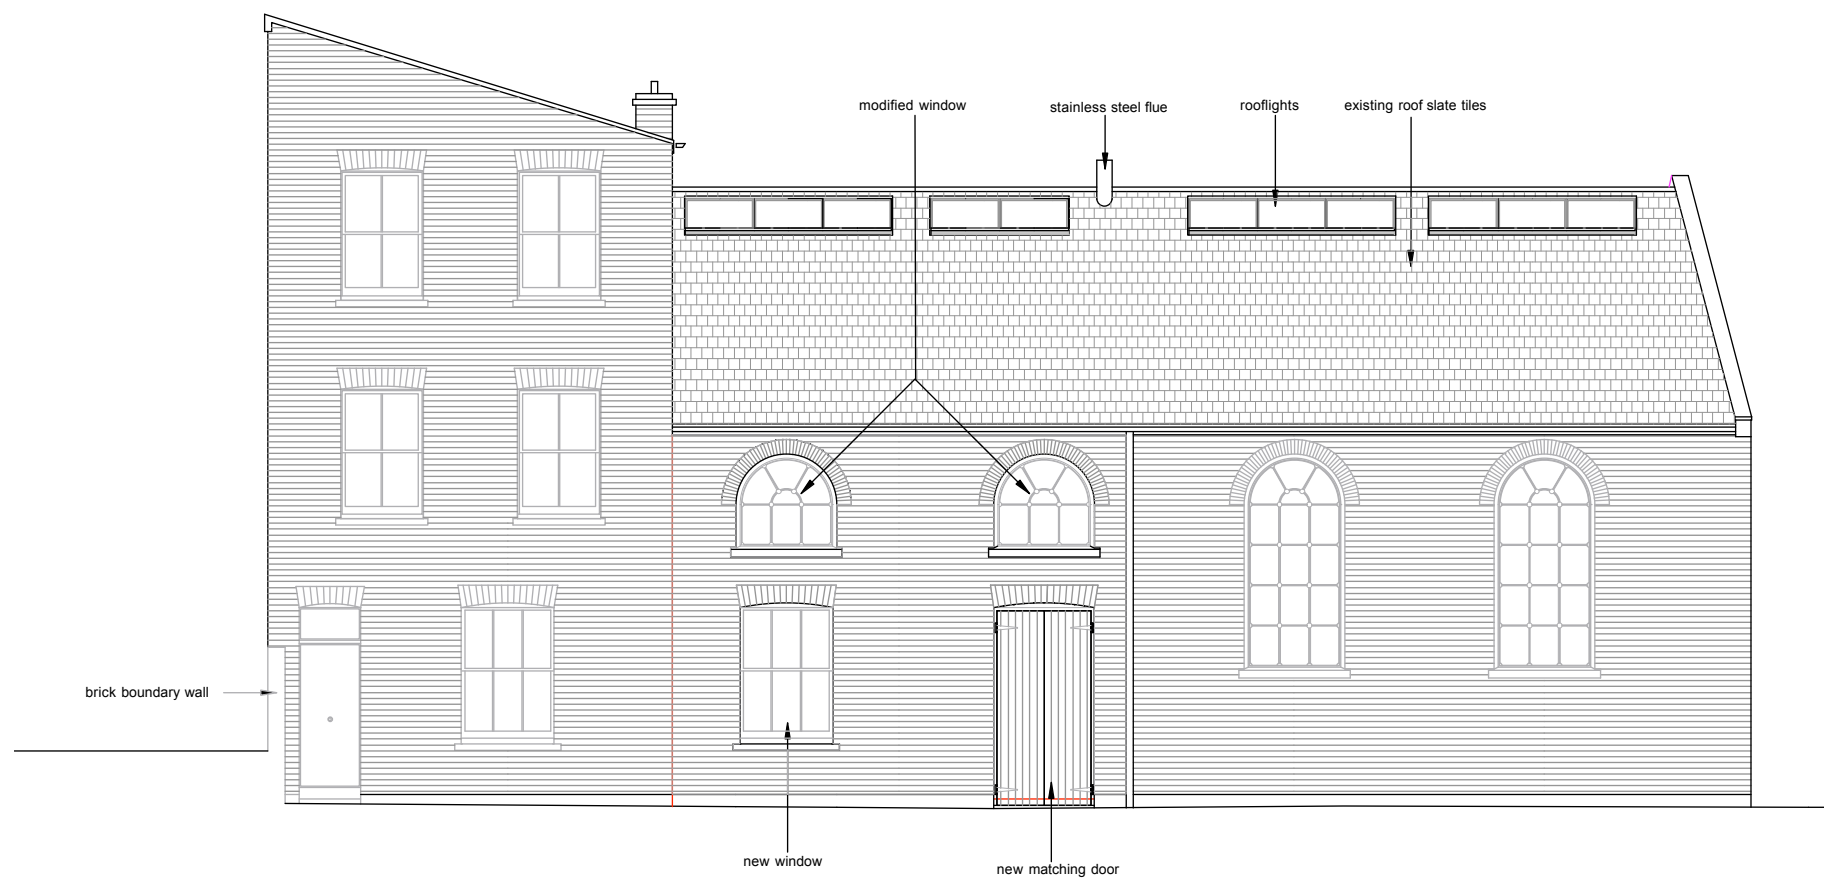 modified window
stainless steel flue
rooflights
existing roof slate tiles
brick boundary wall
new window
new matching door